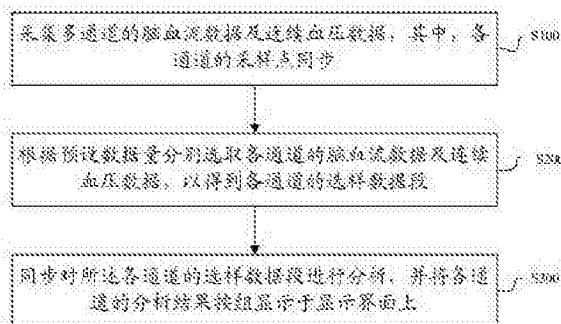 采集多通道的脑血流数据及连续血压数据，其中，各
通道的采样点同步
S100
根据预设数据量分别选取各通道的脑血流数据及连续
血压数据，以得到各通道的选样数据段
同步对所述各通道的选样数据段进行分析，并将各通
道的分析结果按组显示于显示界面上
S300